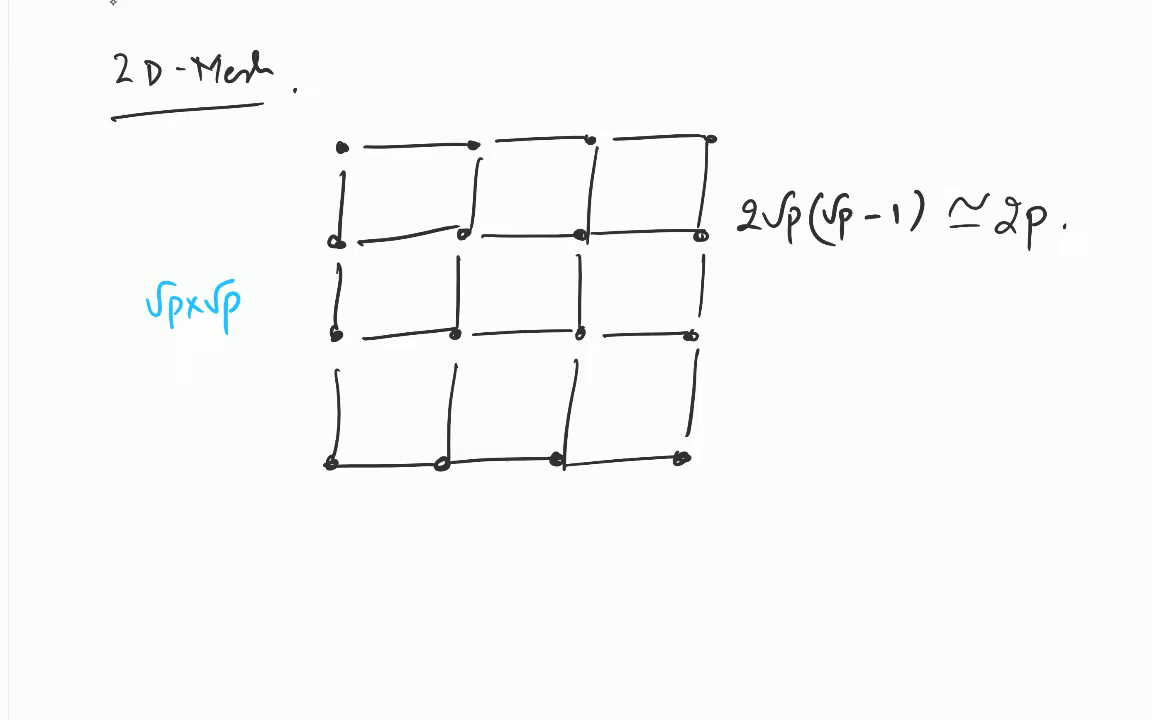 2D-Mesh.
2√p(√p-1) ≃ 2p.
√p×√p